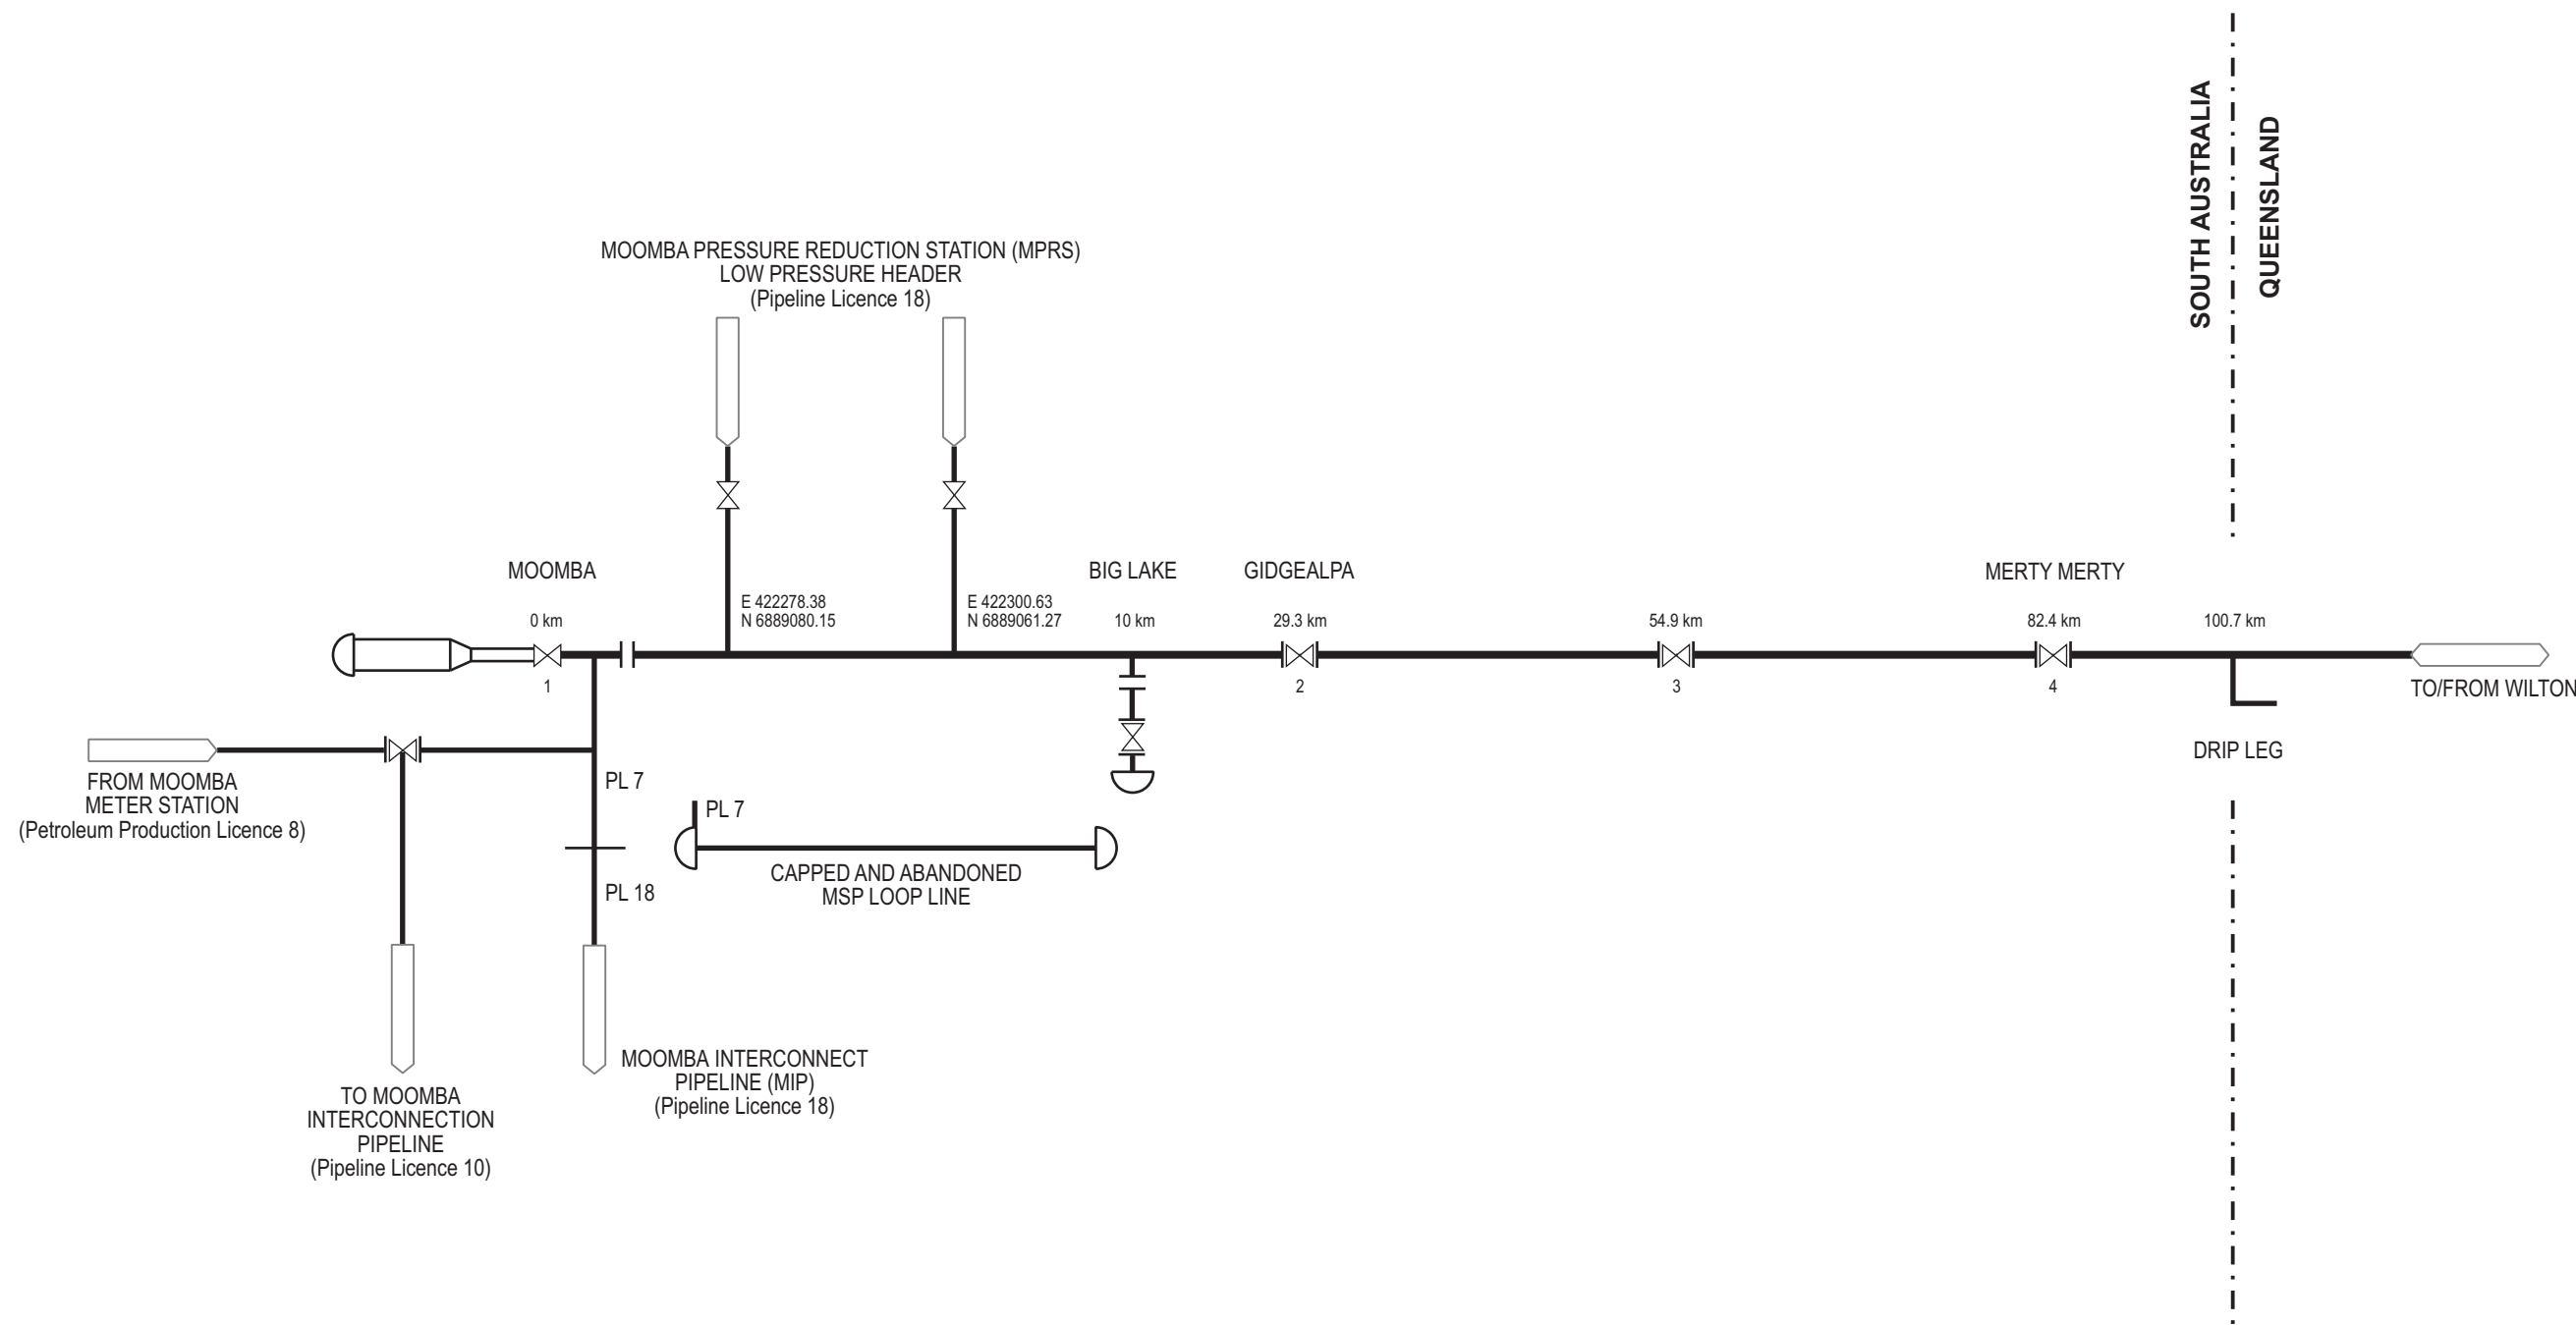 SOUTH AUSTRALIA
QUEENSLAND
MOOMBA PRESSURE REDUCTION STATION (MPRS)
LOW PRESSURE HEADER
(Pipeline Licence 18)
MOOMBA
BIG LAKE
GIDGEALPA
MERTY MERTY
E 422278.38
N 6889080.15
E 422300.63
N 6889061.27
0 km
10 km
29.3 km
54.9 km
82.4 km
100.7 km
1
2
3
4
TO/FROM WILTON
DRIP LEG
FROM MOOMBA
METER STATION
(Petroleum Production Licence 8)
PL 7
PL 18
PL 7
CAPPED AND ABANDONED
MSP LOOP LINE
MOOMBA INTERCONNECT
PIPELINE (MIP)
(Pipeline Licence 18)
TO MOOMBA
INTERCONNECTION
PIPELINE
(Pipeline Licence 10)